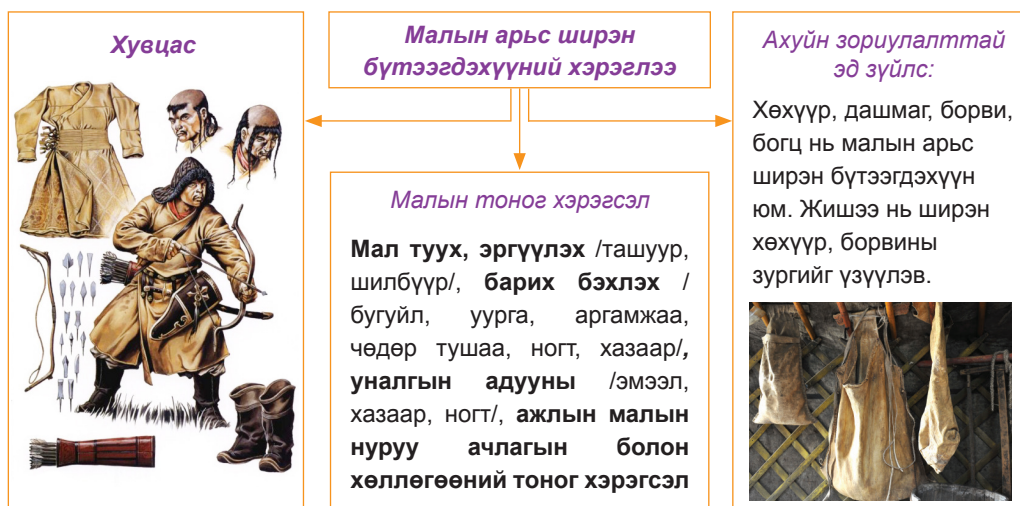 Хувцас
Малын арьс ширэн
бүтээгдэхүүний хэрэглээ
Ахуйн зориулалттай
эд зүйлс:
Хөхүүр, дашмаг, борви,
богц нь малын арьс
ширэн бүтээгдэхүүн
юм. Жишээ нь ширэн
хөхүүр, борвины
зургийг үзүүлэв.
Малын тоног хэрэгсэл
Мал туух, эргүүлэх /ташуур,
шилбүүр/, барих бэхлэх /
бугуйл, уурга, аргамжаа,
чөдөр тушаа, ногт, хазаар/,
уналгын адууны /эмээл,
хазаар, ногт/, ажлын малын
нуруу ачлагын болон
хөллөгөөний тоног хэрэгсэл